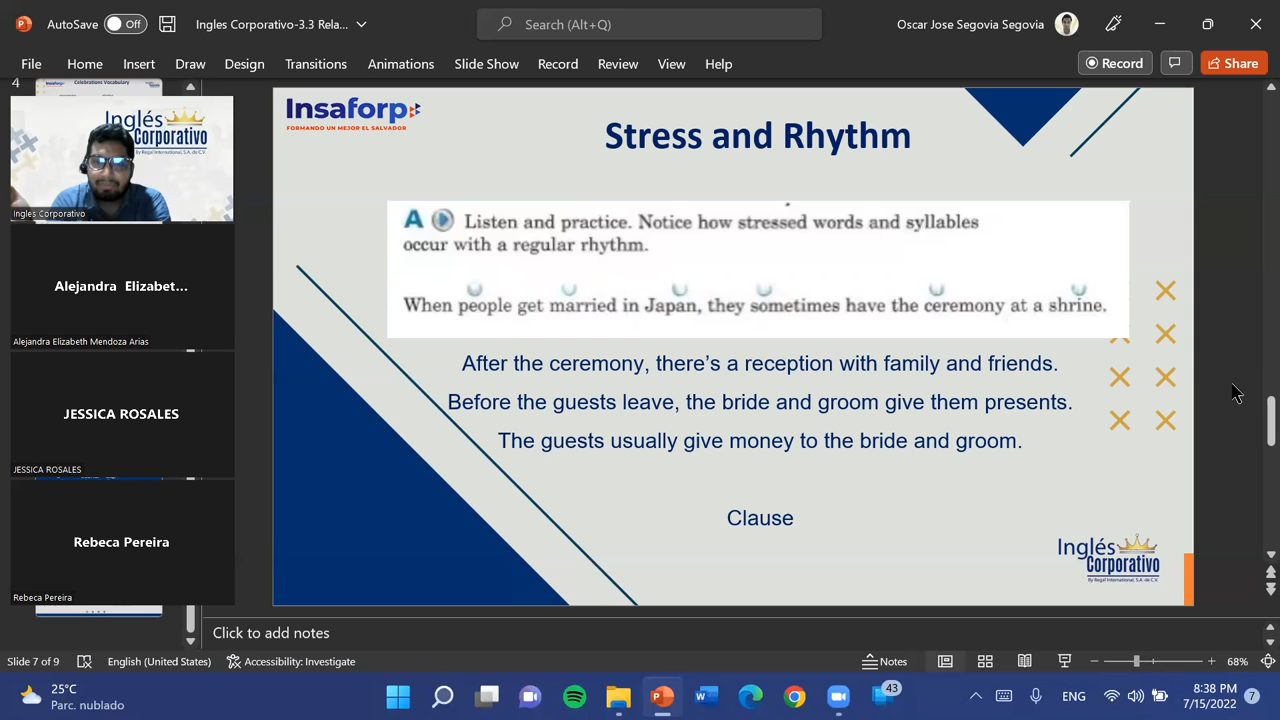 AutoSave Off Ingles Corporativo-3.3 Rela... Search (Alt+Q) Oscar Jose Segovia Segovia
File Home Insert Draw Design Transitions Animations Slide Show Record Review View Help Record Share
4
Celebrations Vocabulary
Inglés
Corporativo
By Regal International, S.A. de C.V.
Ingles Corporativo
Alejandra Elizabet...
Alejandra Elizabeth Mendoza Arias
JESSICA ROSALES
JESSICA ROSALES
Rebeca Pereira
Rebeca Pereira
Insaforp
FORMANDO UN MEJOR EL SALVADOR
Stress and Rhythm
A Listen and practice. Notice how stressed words and syllables
occur with a regular rhythm.
When people get married in Japan, they sometimes have the ceremony at a shrine.
After the ceremony, there's a reception with family and friends.
Before the guests leave, the bride and groom give them presents.
The guests usually give money to the bride and groom.
Clause
Inglés
Corporativo
By Regal International, S.A. de C.V.
Click to add notes
Slide 7 of 9 English (United States) Accessibility: Investigate Notes 68%
25°C
Parc. nublado
43
ENG
8:38 PM
7/15/2022
7